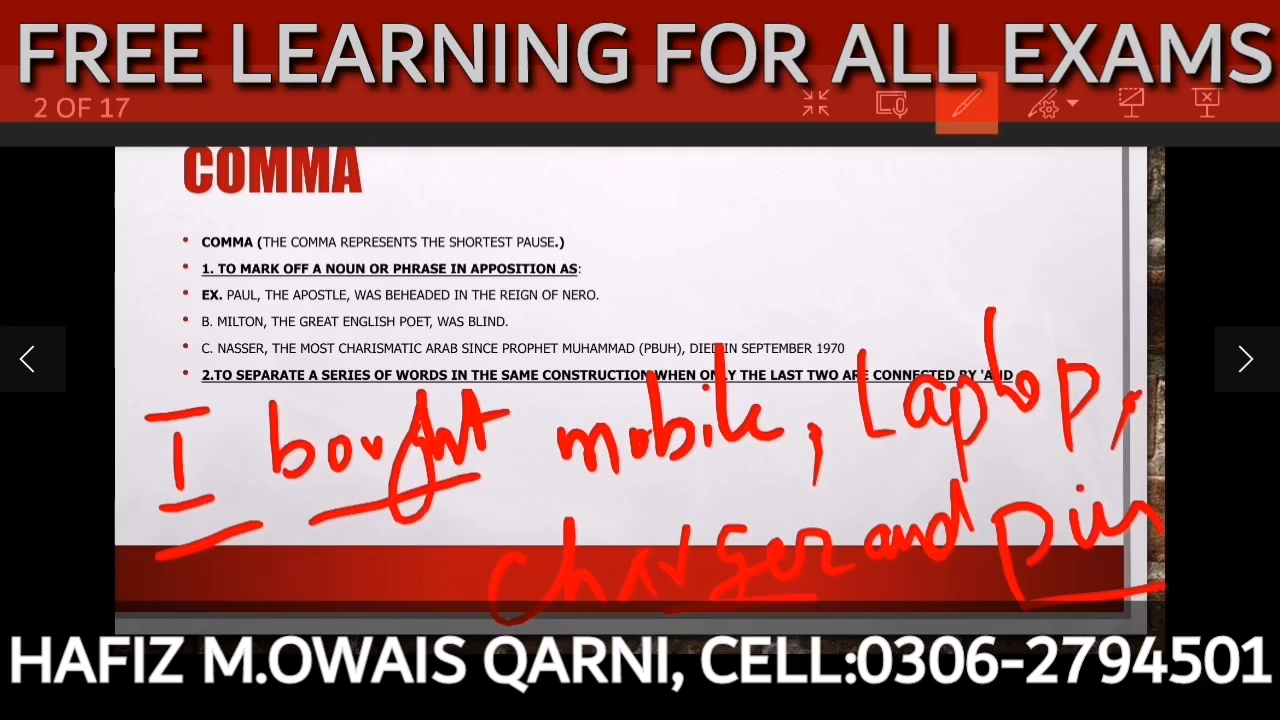 FREE LEARNING FOR ALL EXAMS
2 OF 17
COMMA
• COMMA (THE COMMA REPRESENTS THE SHORTEST PAUSE.)
• 1. TO MARK OFF A NOUN OR PHRASE IN APPOSITION AS:
• EX. PAUL, THE APOSTLE, WAS BEHEADED IN THE REIGN OF NERO.
• B. MILTON, THE GREAT ENGLISH POET, WAS BLIND.
• C. NASSER, THE MOST CHARISMATIC ARAB SINCE PROPHET MUHAMMAD (PBUH), DIED IN SEPTEMBER 1970
• 2.TO SEPARATE A SERIES OF WORDS IN THE SAME CONSTRUCTION WHEN ONLY THE LAST TWO ARE CONNECTED BY 'AND
I bought mobile, Laptop,
charger and
HAFIZ M.OWAIS QARNI, CELL:0306-2794501